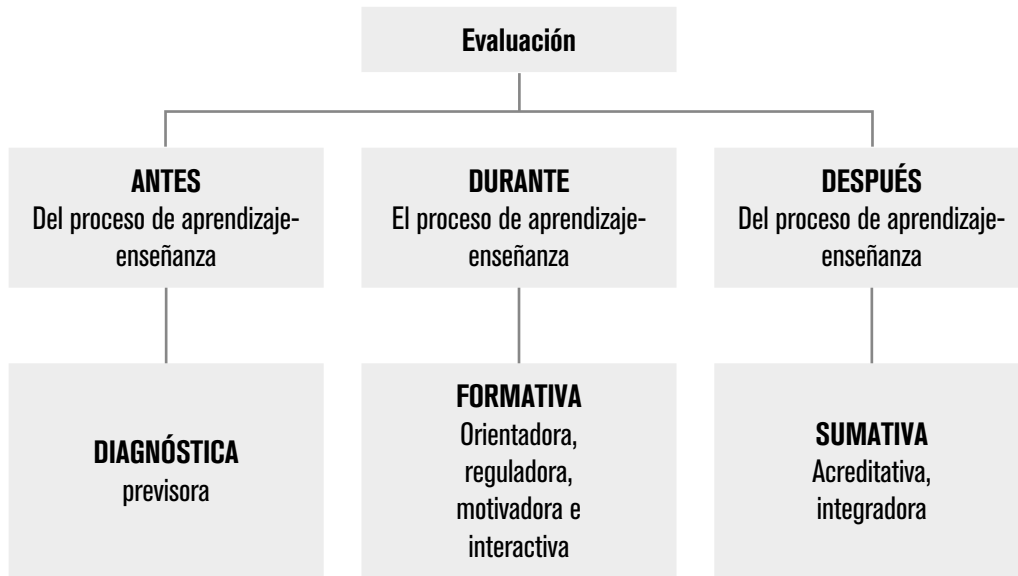 Evaluación
ANTES
Del proceso de aprendizaje-
enseñanza
DURANTE
El proceso de aprendizaje-
enseñanza
DESPUÉS
Del proceso de aprendizaje-
enseñanza
DIAGNÓSTICA
previsora
FORMATIVA
Orientadora,
reguladora,
motivadora e
interactiva
SUMATIVA
Acreditativa,
integradora